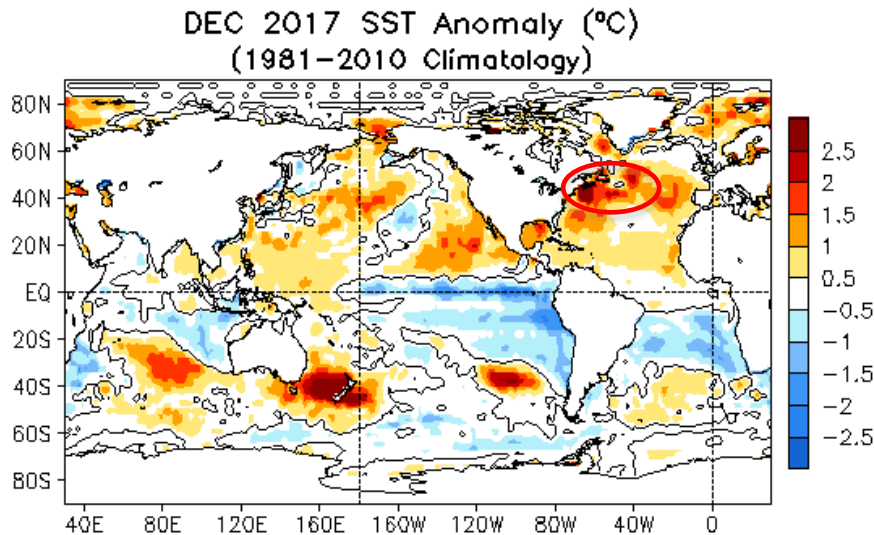 DEC 2017 SST Anomaly (ºC)
(1981-2010 Climatology)
80N
60N
40N
20N
EQ
20S
40S
60S
80S
40E 80E 120E 160E 160W 120W 80W 40W 0
2.5
2
1.5
1
0.5
-0.5
-1
-1.5
-2
-2.5